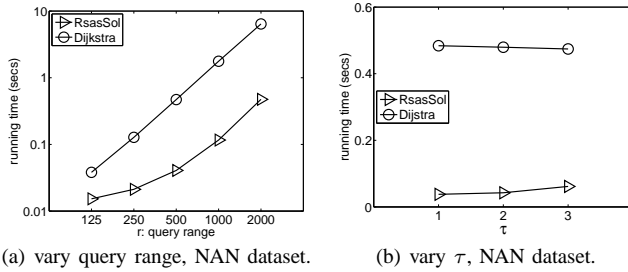 10
1
0.1
0.01
running time (secs)
RsasSol
Dijkstra
125 250 500 1000 2000
r: query range
(a) vary query range, NAN dataset.
0.6
0.4
0.2
0
running time (secs)
RsasSol
Dijstra
1 2 3
τ
(b) vary τ, NAN dataset.